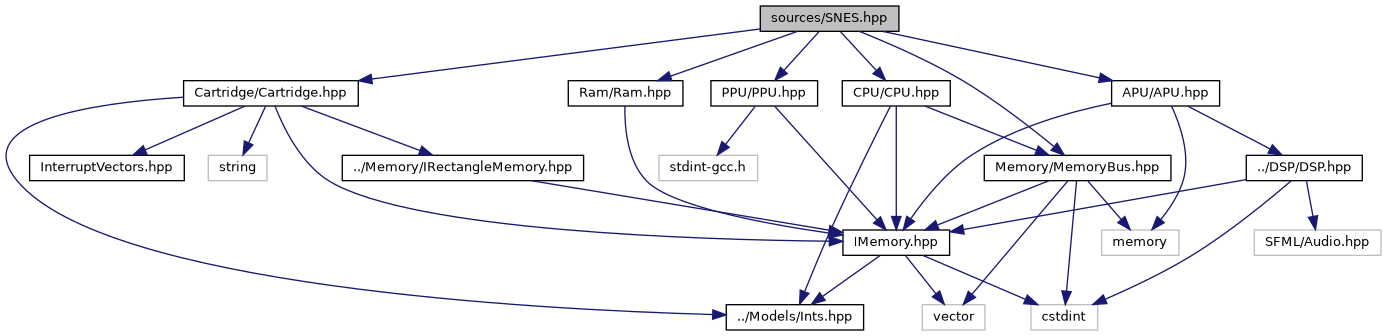 sources/SNES.hpp
Cartridge/Cartridge.hpp
Ram/Ram.hpp
PPU/PPU.hpp
CPU/CPU.hpp
APU/APU.hpp
InterruptVectors.hpp
string
../Memory/IRectangleMemory.hpp
stdint-gcc.h
Memory/MemoryBus.hpp
../DSP/DSP.hpp
IMemory.hpp
memory
SFML/Audio.hpp
../Models/Ints.hpp
vector
cstdint